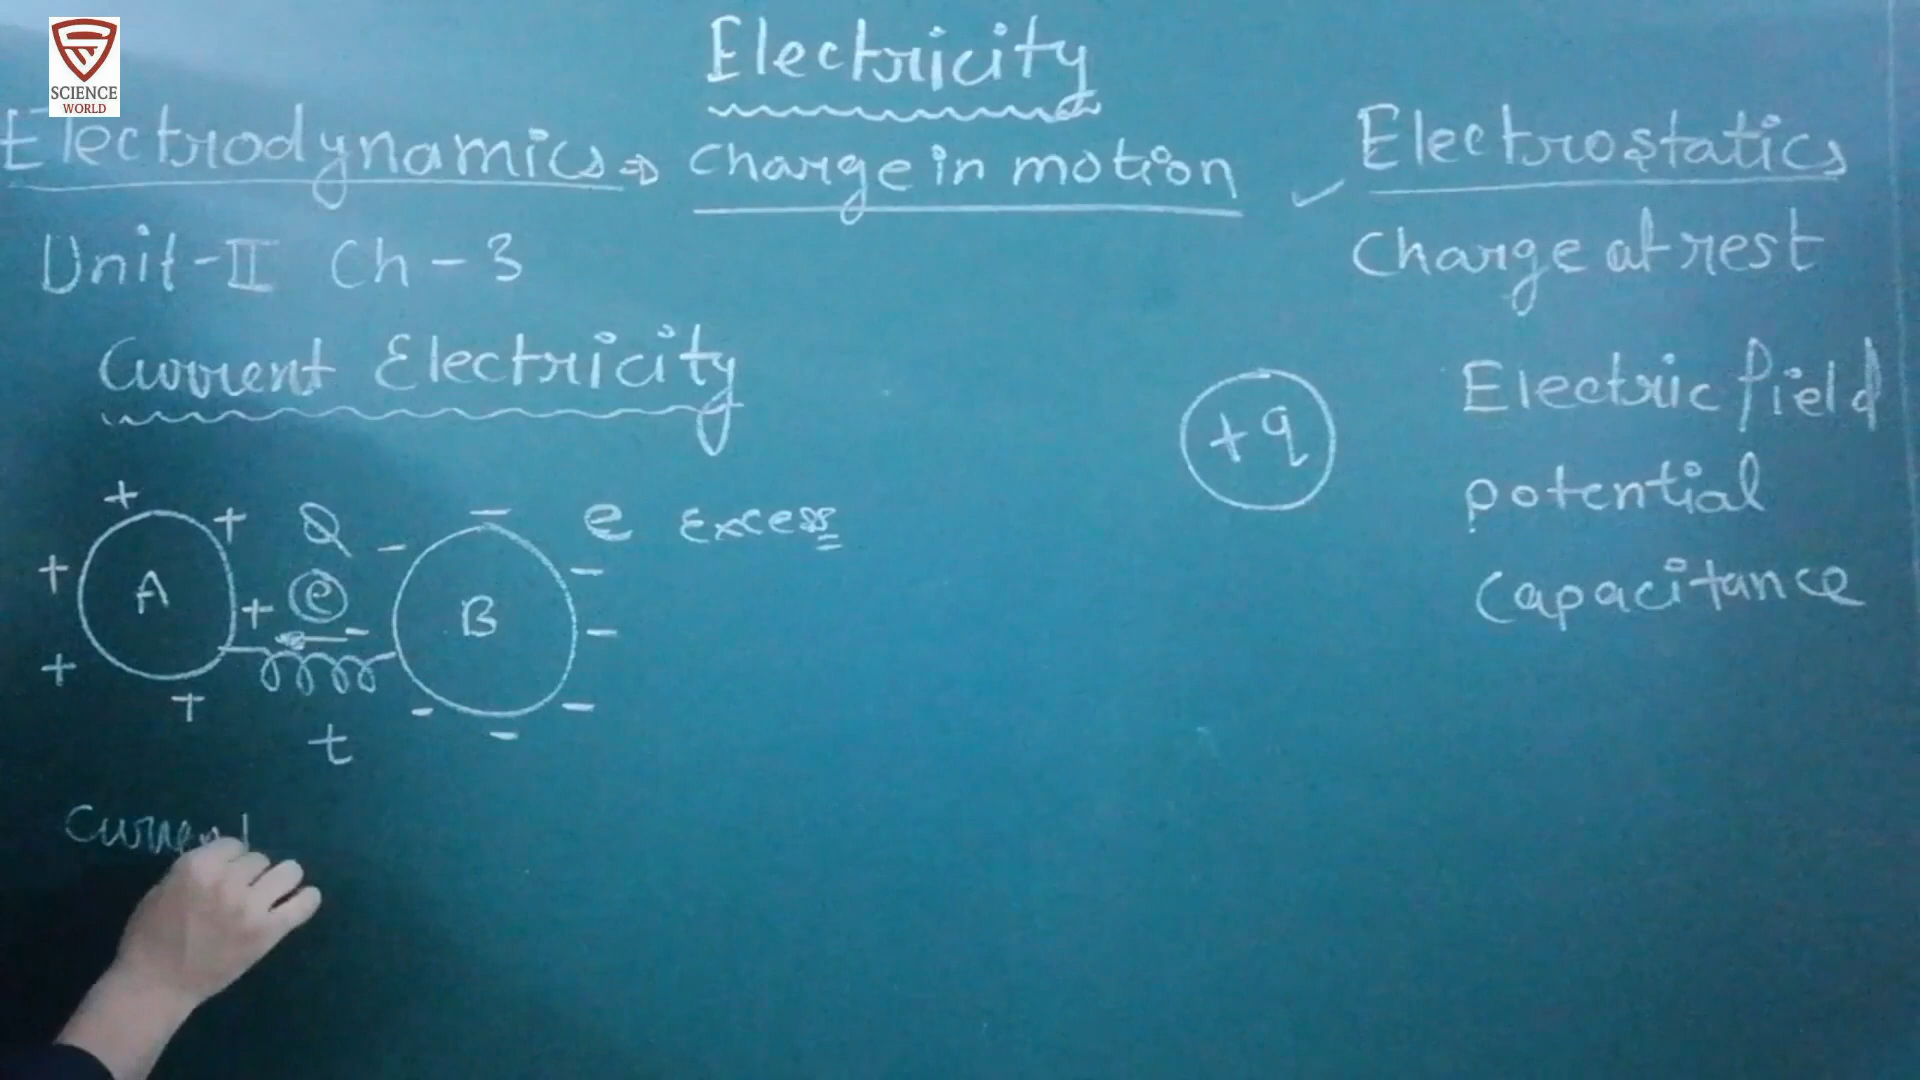 SCIENCE
WORLD
Electricity
Electrodynamics ⇒ Charge in motion
Electrostatics
Charge at rest
Unit-II Ch-3
Current Electricity
Electric field
potential
Capacitance
+q
+ + + + + +
A
Q
e
t
- - - - - - - -
B
e Excess
Current